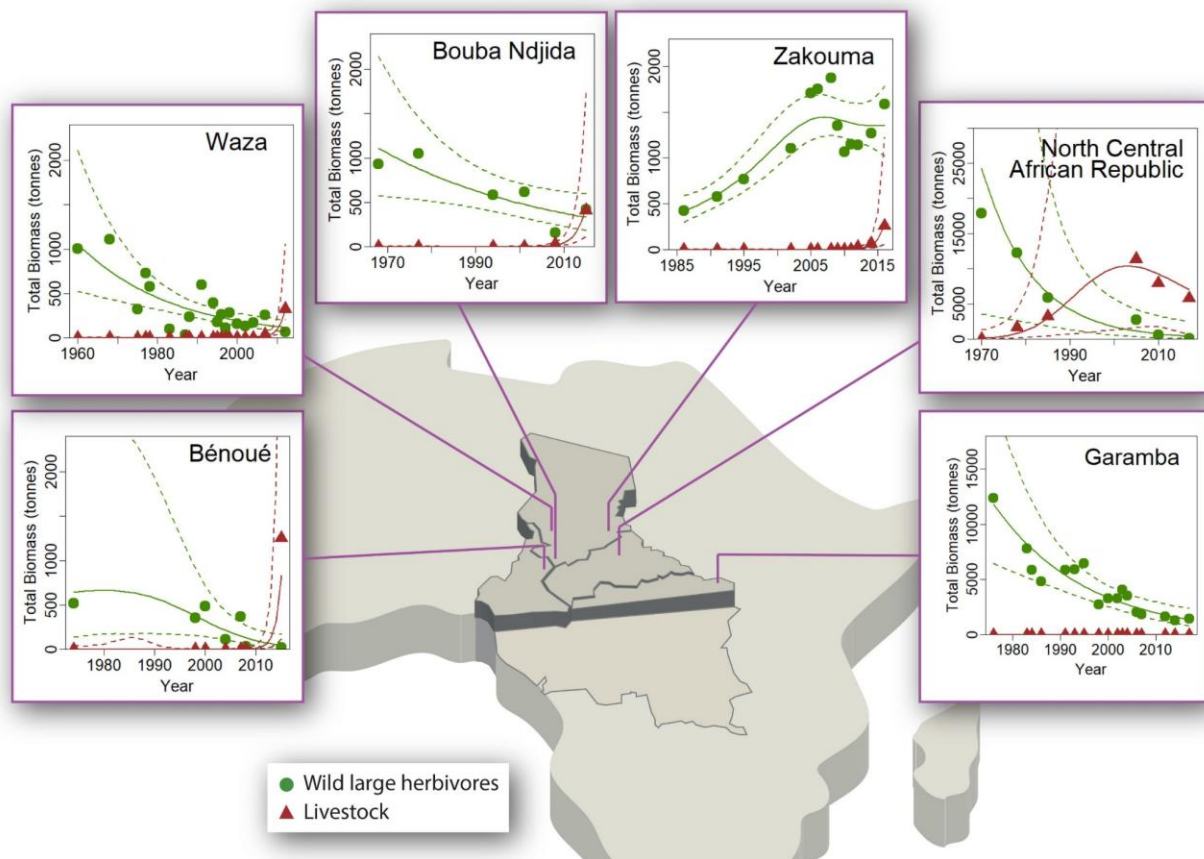 Waza
Total Biomass (tonnes)
2000
1000
500
0
1960
1980
2000
Year
Bouba Ndjida
Total Biomass (tonnes)
2000
1000
500
0
1970
1990
2010
Year
Zakouma
Total Biomass (tonnes)
2000
1000
500
0
1985
1995
2005
2015
Year
North Central
African Republic
Total Biomass (tonnes)
25000
15000
5000
0
1970
1990
2010
Year
Bénoué
Total Biomass (tonnes)
2000
1000
500
0
1980
1990
2000
2010
Year
Garamba
Total Biomass (tonnes)
15000
10000
5000
0
1980
1990
2000
2010
Year
Wild large herbivores
Livestock